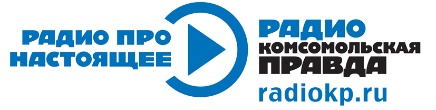 РАДИО ПРО
НАСТОЯЩЕЕ
РАДИО
КОМСОМОЛЬСКАЯ
ПРАВДА
radiokp.ru